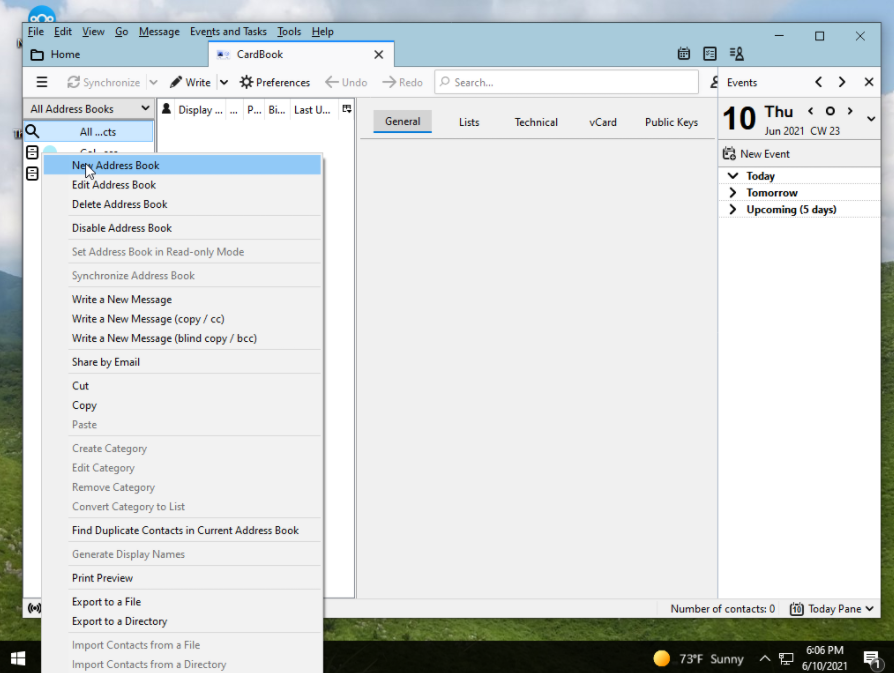 File Edit View Go Message Events and Tasks Tools Help
Home
CardBook
Synchronize
Write
Preferences
Undo
Redo
Search...
Events
All Address Books
Display ... ... P... Bi... Last U...
All ...cts
General
Lists
Technical
vCard
Public Keys
10 Thu
Jun 2021 CW 23
New Event
Today
Tomorrow
Upcoming (5 days)
New Address Book
Edit Address Book
Delete Address Book
Disable Address Book
Set Address Book in Read-only Mode
Synchronize Address Book
Write a New Message
Write a New Message (copy / cc)
Write a New Message (blind copy / bcc)
Share by Email
Cut
Copy
Paste
Create Category
Edit Category
Remove Category
Convert Category to List
Find Duplicate Contacts in Current Address Book
Generate Display Names
Print Preview
Export to a File
Export to a Directory
Import Contacts from a File
Import Contacts from a Directory
Number of contacts: 0
10 Today Pane
73°F Sunny
6:06 PM
6/10/2021
1